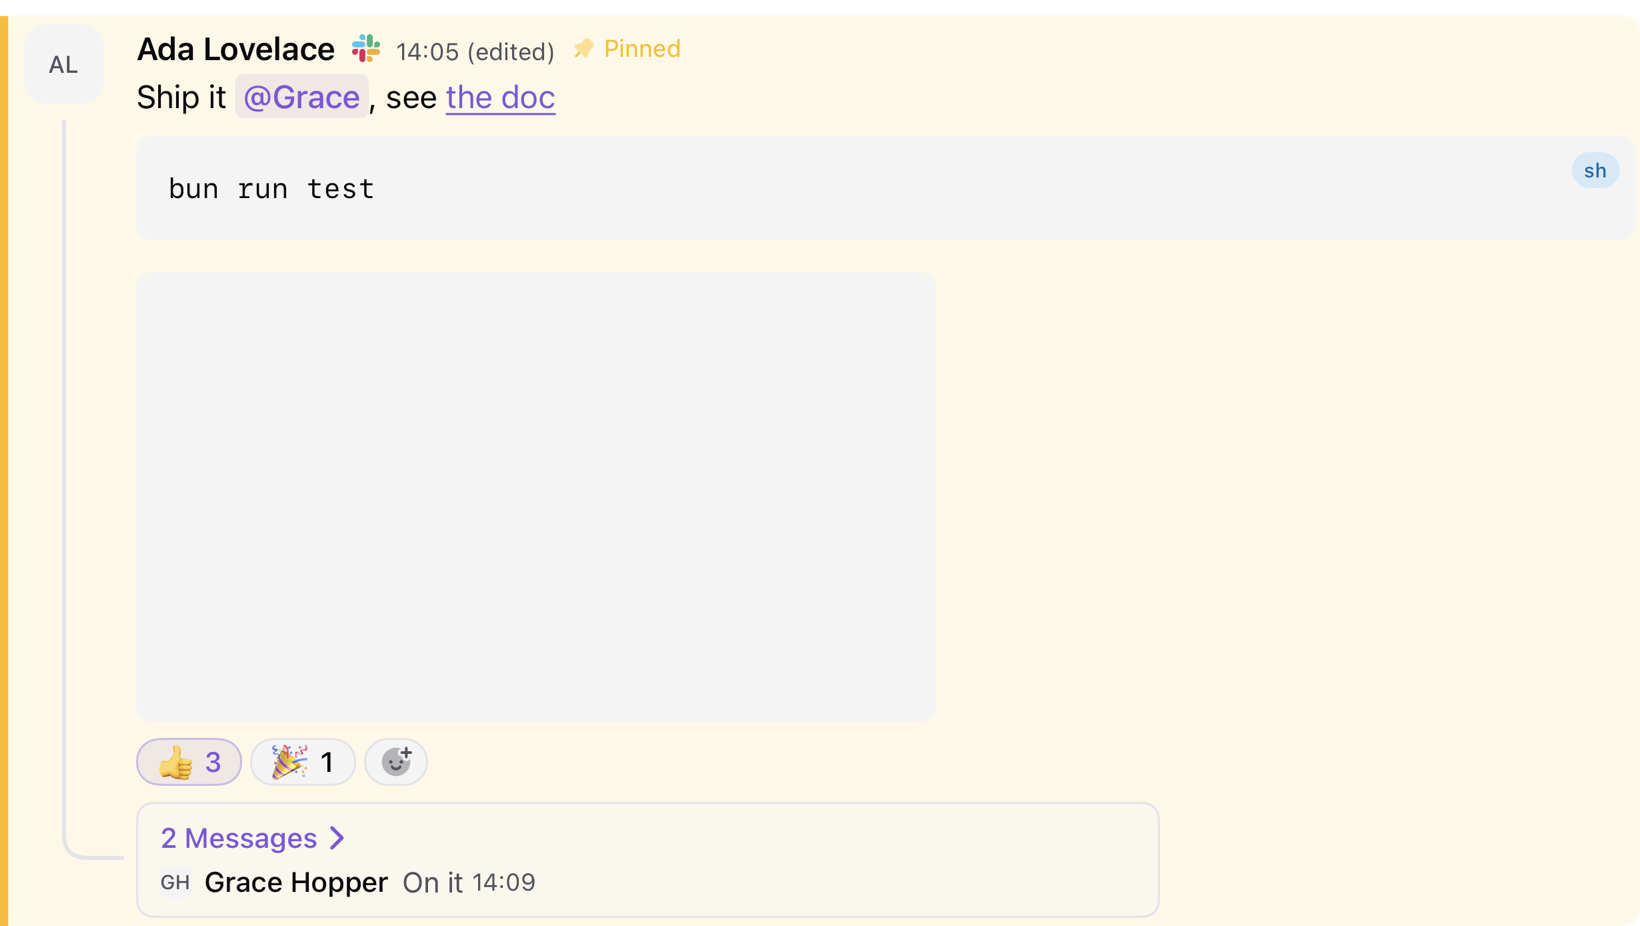 AL
Ada Lovelace 14:05 (edited) Pinned
Ship it @Grace, see the doc
sh
bun run test
3 1
2 Messages
GH Grace Hopper On it 14:09